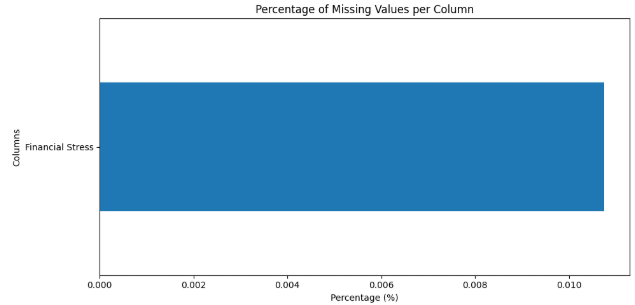 Percentage of Missing Values per Column
Columns
Financial Stress
0.000 0.002 0.004 0.006 0.008 0.010
Percentage (%)